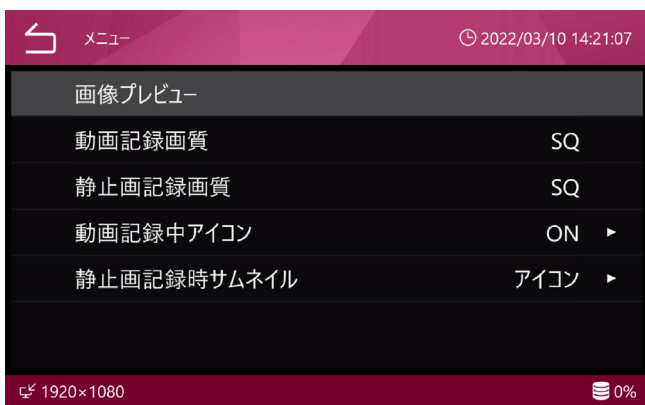 メニュー 2022/03/10 14:21:07
画像プレビュー
動画記録画質 SQ
静止画記録画質 SQ
動画記録中アイコン ON ►
静止画記録時サムネイル アイコン ►
1920×1080 0%